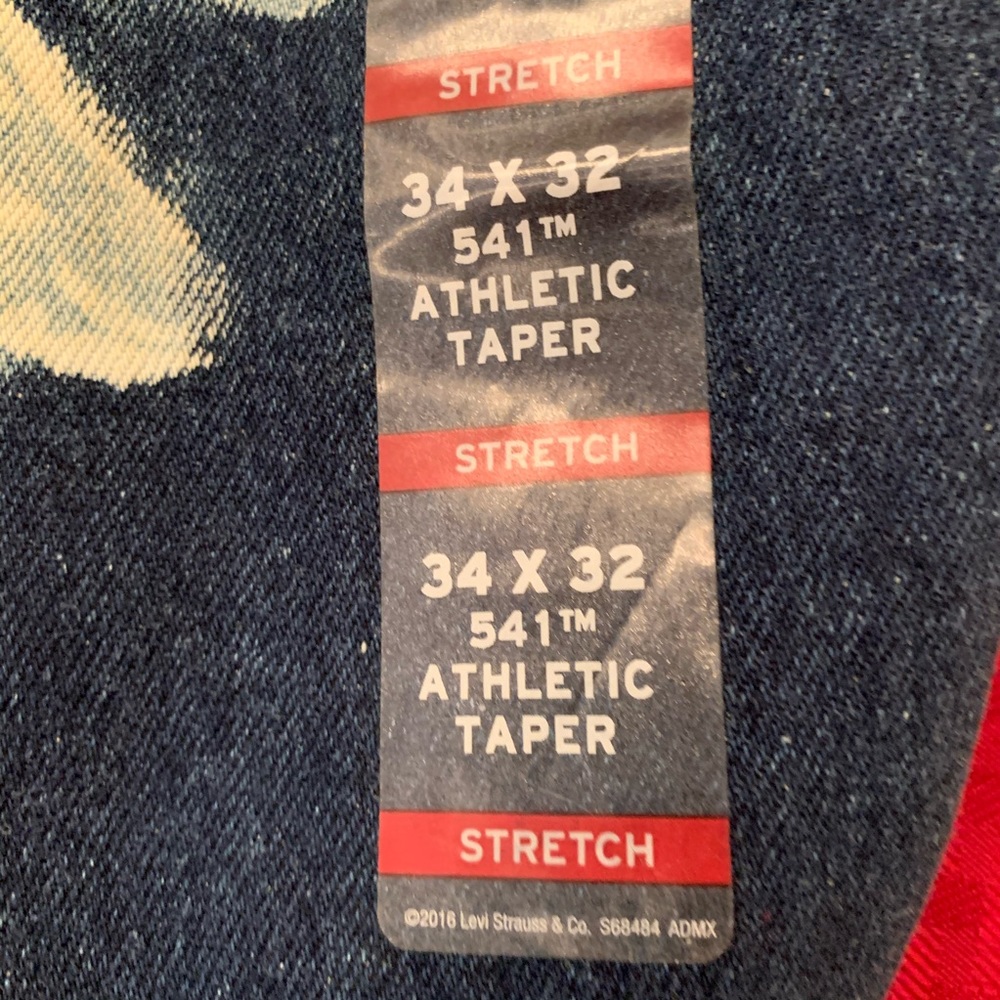 STRETCH
34 X 32
541™
ATHLETIC
TAPER
STRETCH
34 X 32
541™
ATHLETIC
TAPER
STRETCH
©2016 Levi Strauss & Co. S68484 ADMX